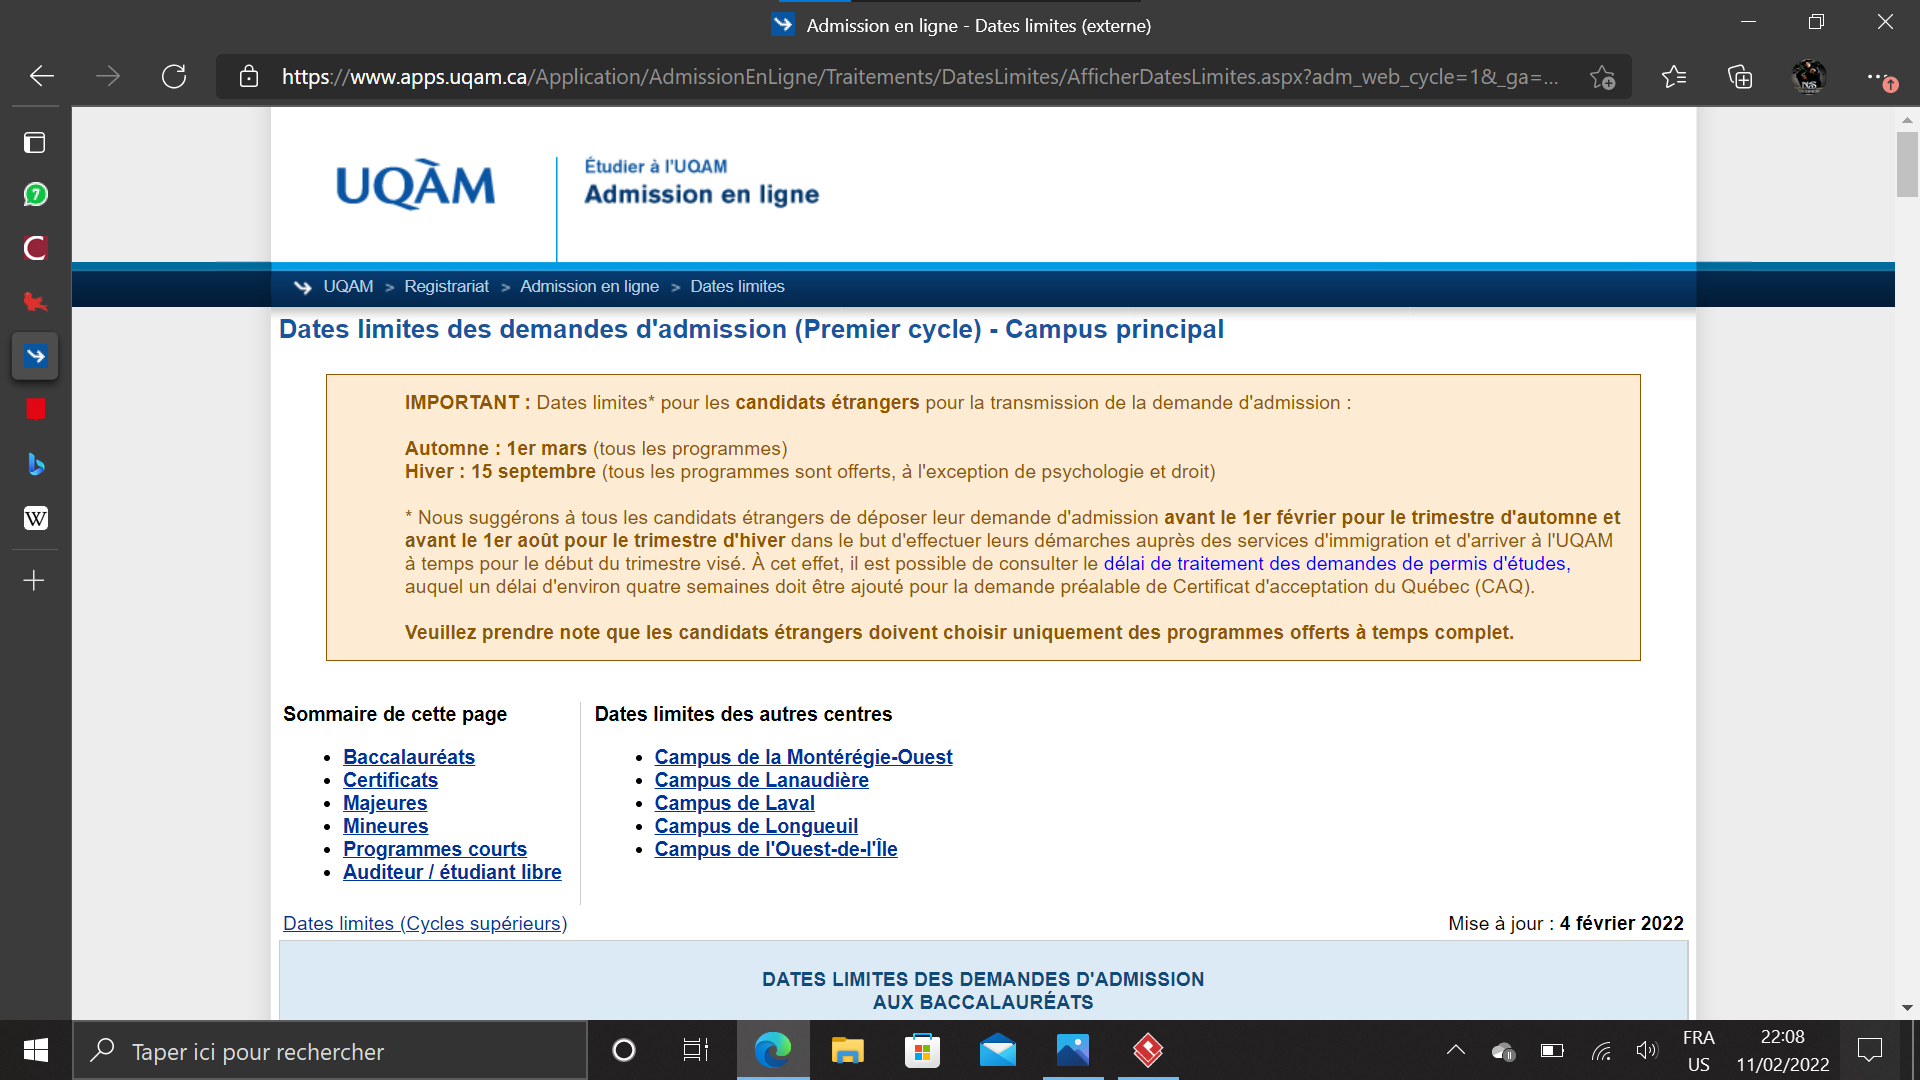 Admission en ligne - Dates limites (externe)
https://www.apps.uqam.ca/Application/AdmissionEnLigne/Traitements/DatesLimites/AfficherDatesLimites.aspx?adm_web_cycle=1&_ga=...
7
C
W
UQÀM
Étudier à l'UQAM
Admission en ligne
UQAM > Registrariat > Admission en ligne > Dates limites
Dates limites des demandes d'admission (Premier cycle) - Campus principal
IMPORTANT : Dates limites* pour les candidats étrangers pour la transmission de la demande d'admission :
Automne : 1er mars (tous les programmes)
Hiver : 15 septembre (tous les programmes sont offerts, à l'exception de psychologie et droit)
* Nous suggérons à tous les candidats étrangers de déposer leur demande d'admission avant le 1er février pour le trimestre d'automne et
avant le 1er août pour le trimestre d'hiver dans le but d'effectuer leurs démarches auprès des services d'immigration et d'arriver à l'UQAM
à temps pour le début du trimestre visé. À cet effet, il est possible de consulter le délai de traitement des demandes de permis d'études,
auquel un délai d'environ quatre semaines doit être ajouté pour la demande préalable de Certificat d'acceptation du Québec (CAQ).
Veuillez prendre note que les candidats étrangers doivent choisir uniquement des programmes offerts à temps complet.
Sommaire de cette page
Baccalauréats
Certificats
Majeures
Mineures
Programmes courts
Auditeur / étudiant libre
Dates limites des autres centres
Campus de la Montérégie-Ouest
Campus de Lanaudière
Campus de Laval
Campus de Longueuil
Campus de l'Ouest-de-l'Île
Dates limites (Cycles supérieurs)
Mise à jour : 4 février 2022
DATES LIMITES DES DEMANDES D'ADMISSION
AUX BACCALAURÉATS
Taper ici pour rechercher
FRA
US
22:08
11/02/2022